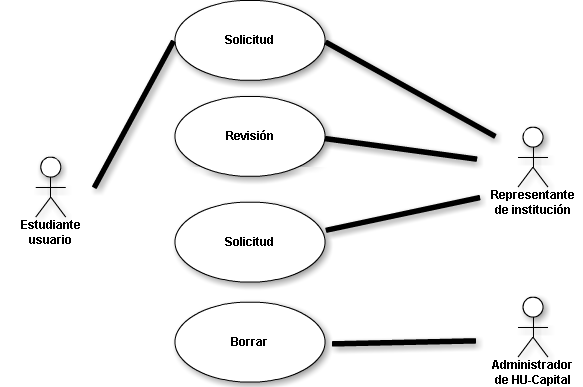 Solicitud
Revisión
Estudiante
usuario
Representante
de institución
Solicitud
Borrar
Administrador
de HU-Capital